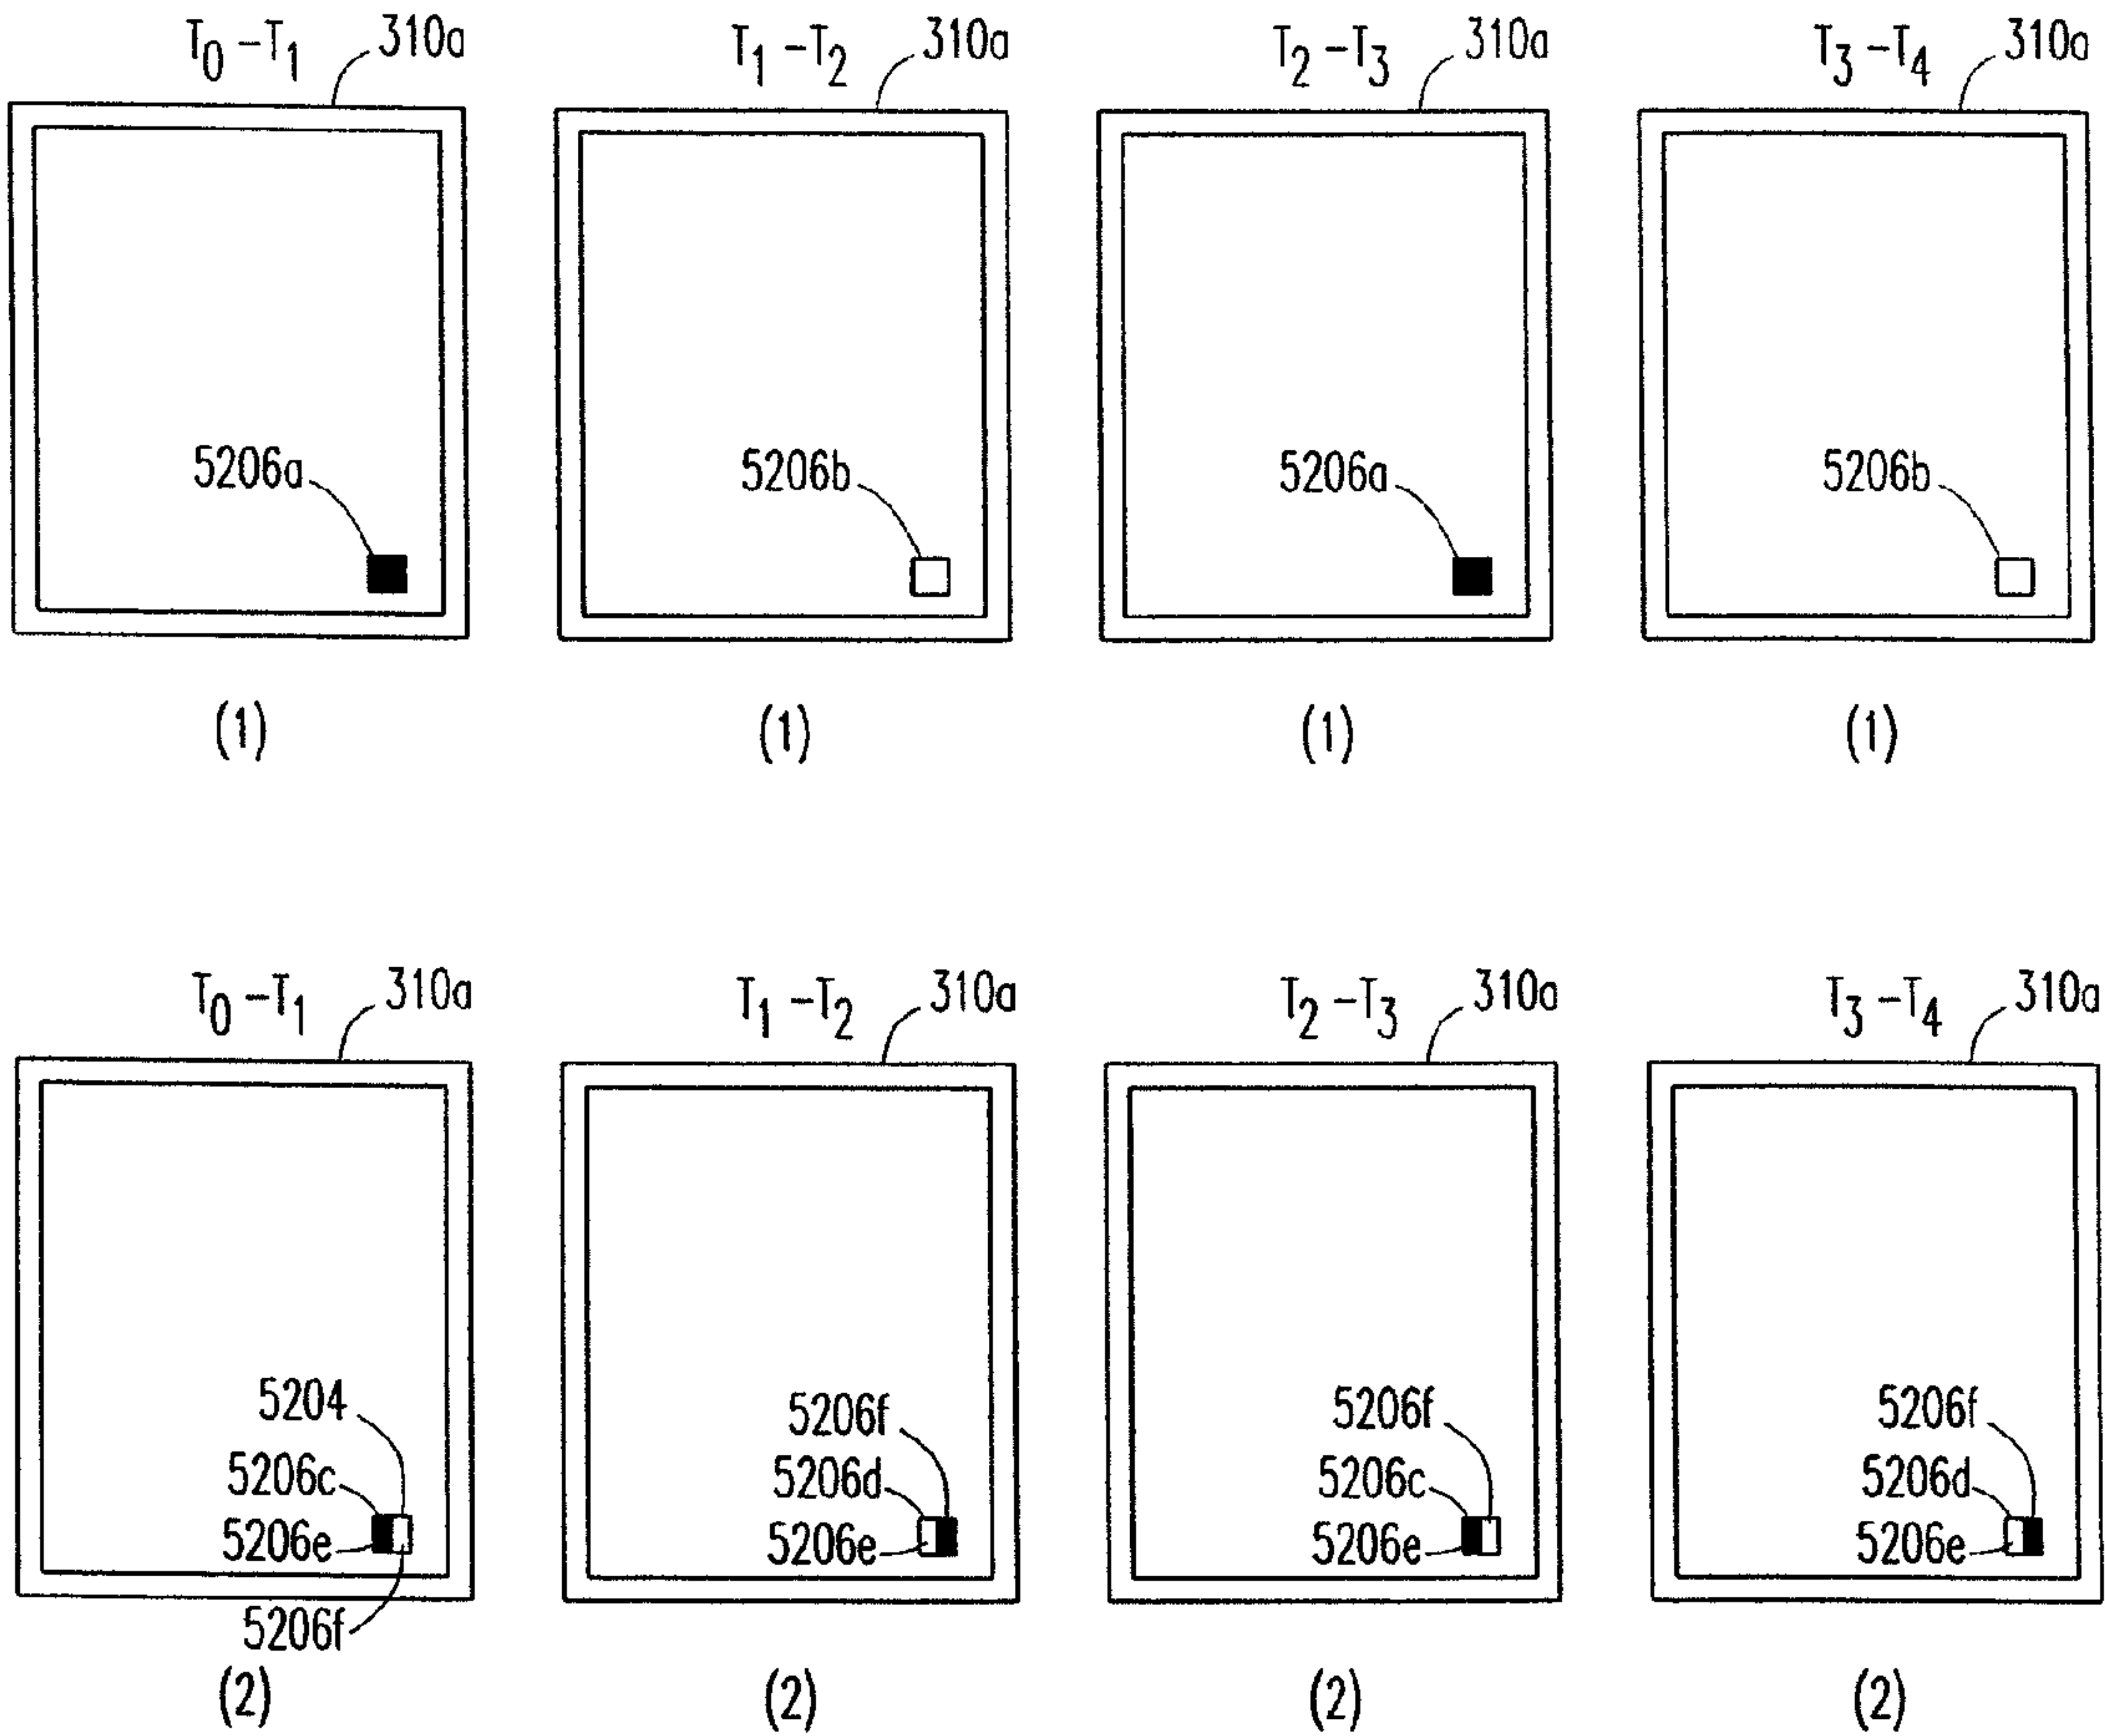 T0 –T1 310a T1 –T2 310a T2 –T3 310a T3 –T4 310a
5206a 5206b 5206a 5206b
(1) (1) (1) (1)
T0 –T1 310a T1 –T2 310a T2 –T3 310a T3 –T4 310a
5204 5206f 5206f 5206f
5206c 5206d 5206c 5206d
5206e 5206e 5206e 5206e
5206f
(2) (2) (2) (2)